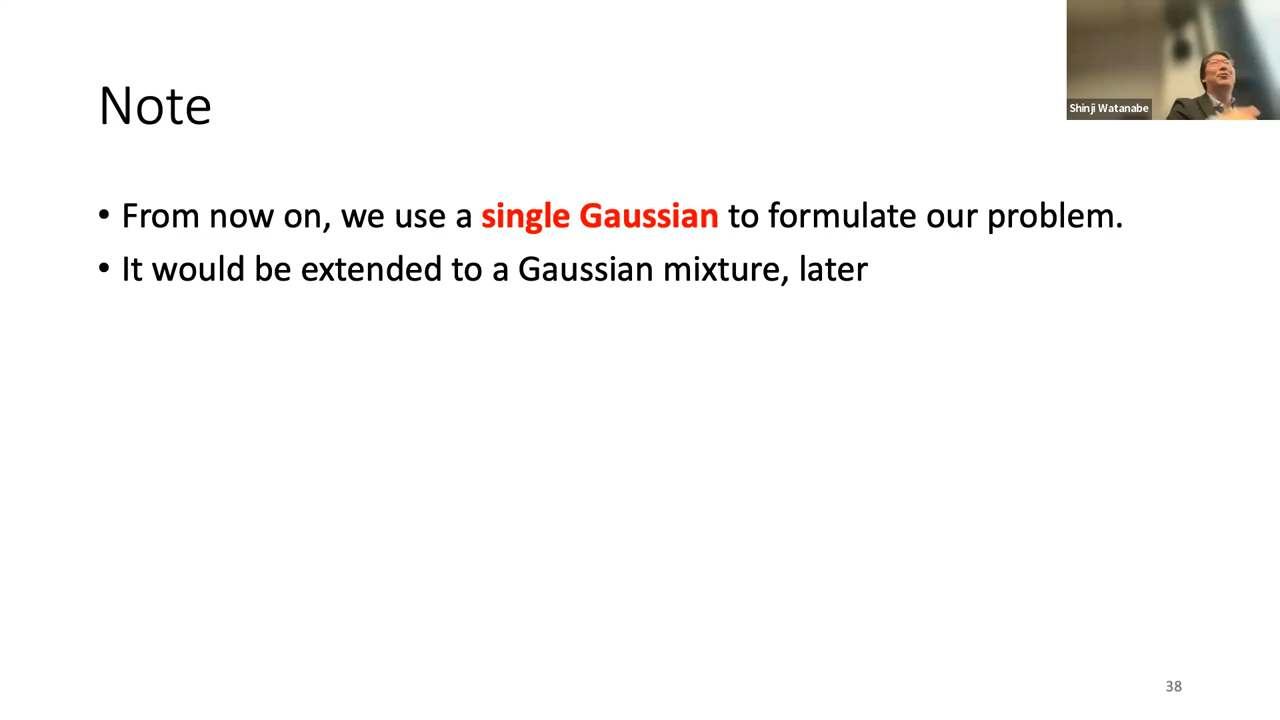 Shinji Watanabe
Note
• From now on, we use a single Gaussian to formulate our problem.
• It would be extended to a Gaussian mixture, later
38